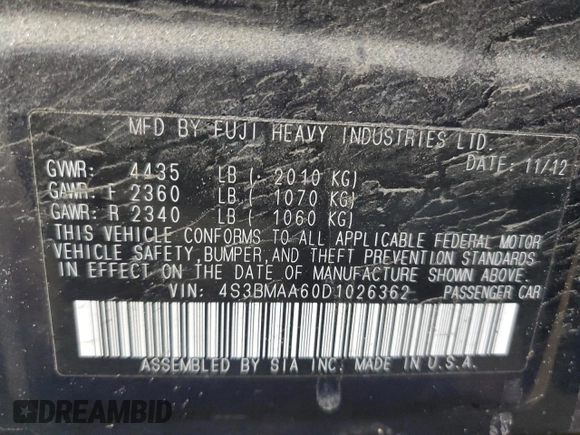 MFD BY FUJI HEAVY INDUSTRIES LTD.
DATE: 11/12
GVWR: 4435 LB (: 2010 KG)
GAWR: F 2360 LB ( 1070 KG)
GAWR: R 2340 LB ( 1060 KG)
THIS VEHICLE CONFORMS TO ALL APPLICABLE FEDERAL MOTOR
VEHICLE SAFETY, BUMPER, AND THEFT PREVENTION STANDARDS
IN EFFECT ON THE DATE OF MANUFACTURE SHOWN ABOVE.
VIN: 4S3BMAA60D1026362 PASSENGER CAR
ASSEMBLED BY SIA INC. MADE IN U.S.A.
DREAMBID